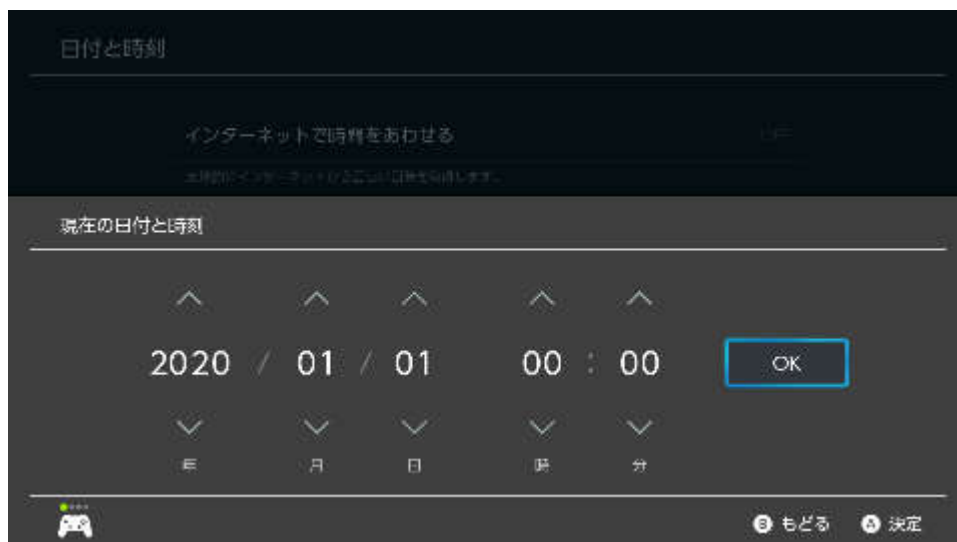 日付と時刻
インターネットで時間をあわせる
現在の日付と時刻
2020 / 01 / 01 00 : 00 OK
年 月 日 時 分
B もどる A 決定